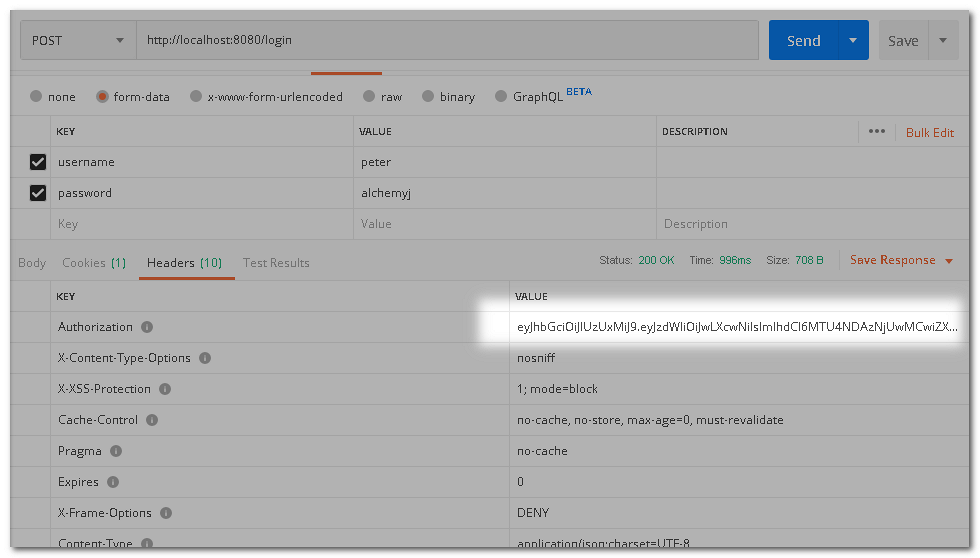 POST http://localhost:8080/login Send Save
none form-data x-www-form-urlencoded raw binary GraphQL BETA
KEY VALUE DESCRIPTION ••• Bulk Edit
username peter
password alchemyj
Key Value Description
Body Cookies (1) Headers (10) Test Results Status: 200 OK Time: 996ms Size: 708 B Save Response
KEY VALUE
Authorization eyJhbGciOiJIUzUxMiJ9.eyJzdWIiOiJwLXcwNiIsImlhdCI6MTU4NDAzNjUwMCwiZX...
X-Content-Type-Options nosniff
X-XSS-Protection 1; mode=block
Cache-Control no-cache, no-store, max-age=0, must-revalidate
Pragma no-cache
Expires 0
X-Frame-Options DENY
Content-Type application/json;charset=UTF-8